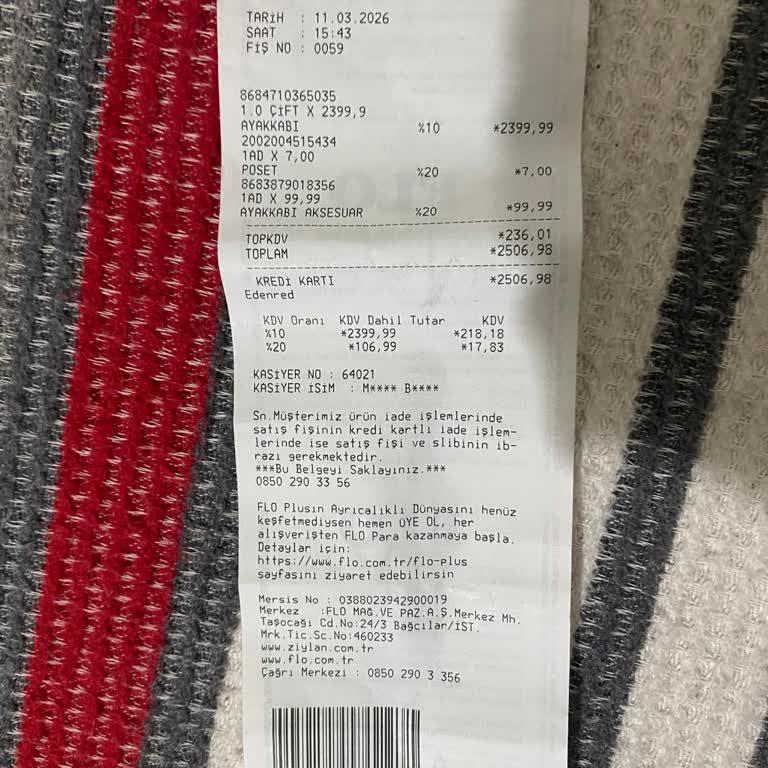 TARİH : 11.03.2026
SAAT : 15:43
FİŞ NO : 0059
8684710365035
1.0 ÇİFT X 2399,9
AYAKKABI %10 *2399,99
2002004515434
1AD X 7,00
POŞET %20 *7,00
8683879018356
1AD X 99,99
AYAKKABI AKSESUAR %20 *99,99
TOPKDV *236,01
TOPLAM *2506,98
KREDİ KARTI *2506,98
Edenred
KDV Oranı KDV Dahil Tutar KDV
%10 *2399,99 *218,18
%20 *106,99 *17,83
KASİYER NO : 64021
KASİYER İSİM : M**** B****
Sn.Müşterimiz ürün iade işlemlerinde
satış fişinin kredi kartlı iade işlem-
lerinde ise satış fişi ve slibinin ib-
razı gerekmektedir.
***Bu Belgeyi Saklayınız.***
0850 290 33 56
FLO Plusın Ayrıcalıklı Dünyasını henüz
keşfetmediysen hemen ÜYE OL, her
alışverişten FLO Para kazanmaya başla.
Detaylar için:
https://www.flo.com.tr/flo-plus
sayfasını ziyaret edebilirsin
Mersis No : 0388023942900019
Merkez :FLO MAĞ.VE PAZ.A.Ş.Merkez Mh.
Taşocağı Cd.No:24/3 Bağcılar/İST.
Mrk.Tic.Sc.No:460233
www.ziylan.com.tr
www.flo.com.tr
Çağrı Merkezi : 0850 290 3 356